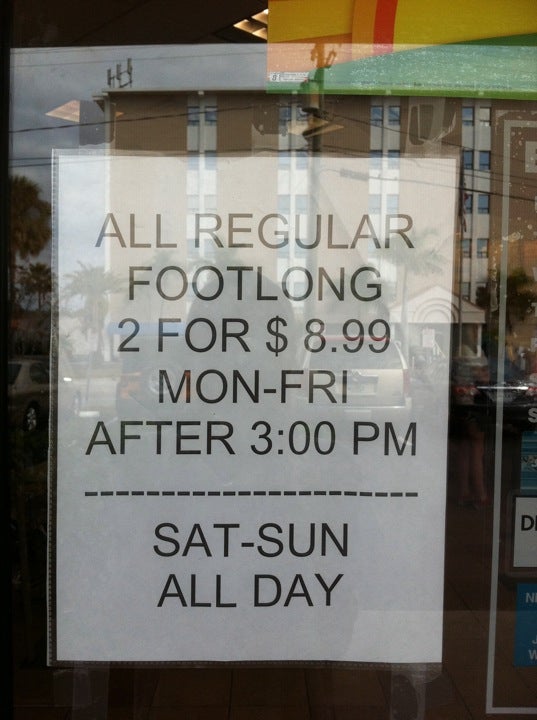 ALL REGULAR
FOOTLONG
2 FOR $ 8.99
MON-FRI
AFTER 3:00 PM
--------------------------
SAT-SUN
ALL DAY